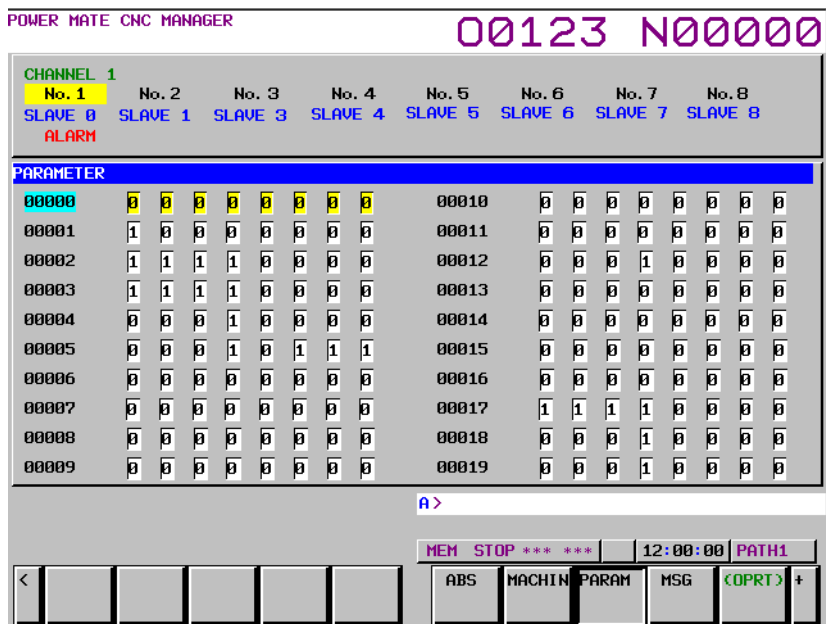 POWER MATE CNC MANAGER
O0123 N00000
CHANNEL 1
No. 1 No. 2 No. 3 No. 4 No. 5 No. 6 No. 7 No. 8
SLAVE 0 SLAVE 1 SLAVE 3 SLAVE 4 SLAVE 5 SLAVE 6 SLAVE 7 SLAVE 8
ALARM
PARAMETER
00000 0 0 0 0 0 0 0 0 00010 0 0 0 0 0 0 0 0
00001 1 0 0 0 0 0 0 0 00011 0 0 0 0 0 0 0 0
00002 1 1 1 1 0 0 0 0 00012 0 0 0 1 0 0 0 0
00003 1 1 1 1 0 0 0 0 00013 0 0 0 0 0 0 0 0
00004 0 0 0 1 0 0 0 0 00014 0 0 0 0 0 0 0 0
00005 0 0 0 1 0 1 1 1 00015 0 0 0 0 0 0 0 0
00006 0 0 0 0 0 0 0 0 00016 0 0 0 0 0 0 0 0
00007 0 0 0 0 0 0 0 0 00017 1 1 1 1 0 0 0 0
00008 0 0 0 0 0 0 0 0 00018 0 0 0 1 0 0 0 0
00009 0 0 0 0 0 0 0 0 00019 0 0 0 1 0 0 0 0
A>
MEM STOP *** *** 12:00:00 PATH1
< ABS MACHIN PARAM MSG (OPRT) +